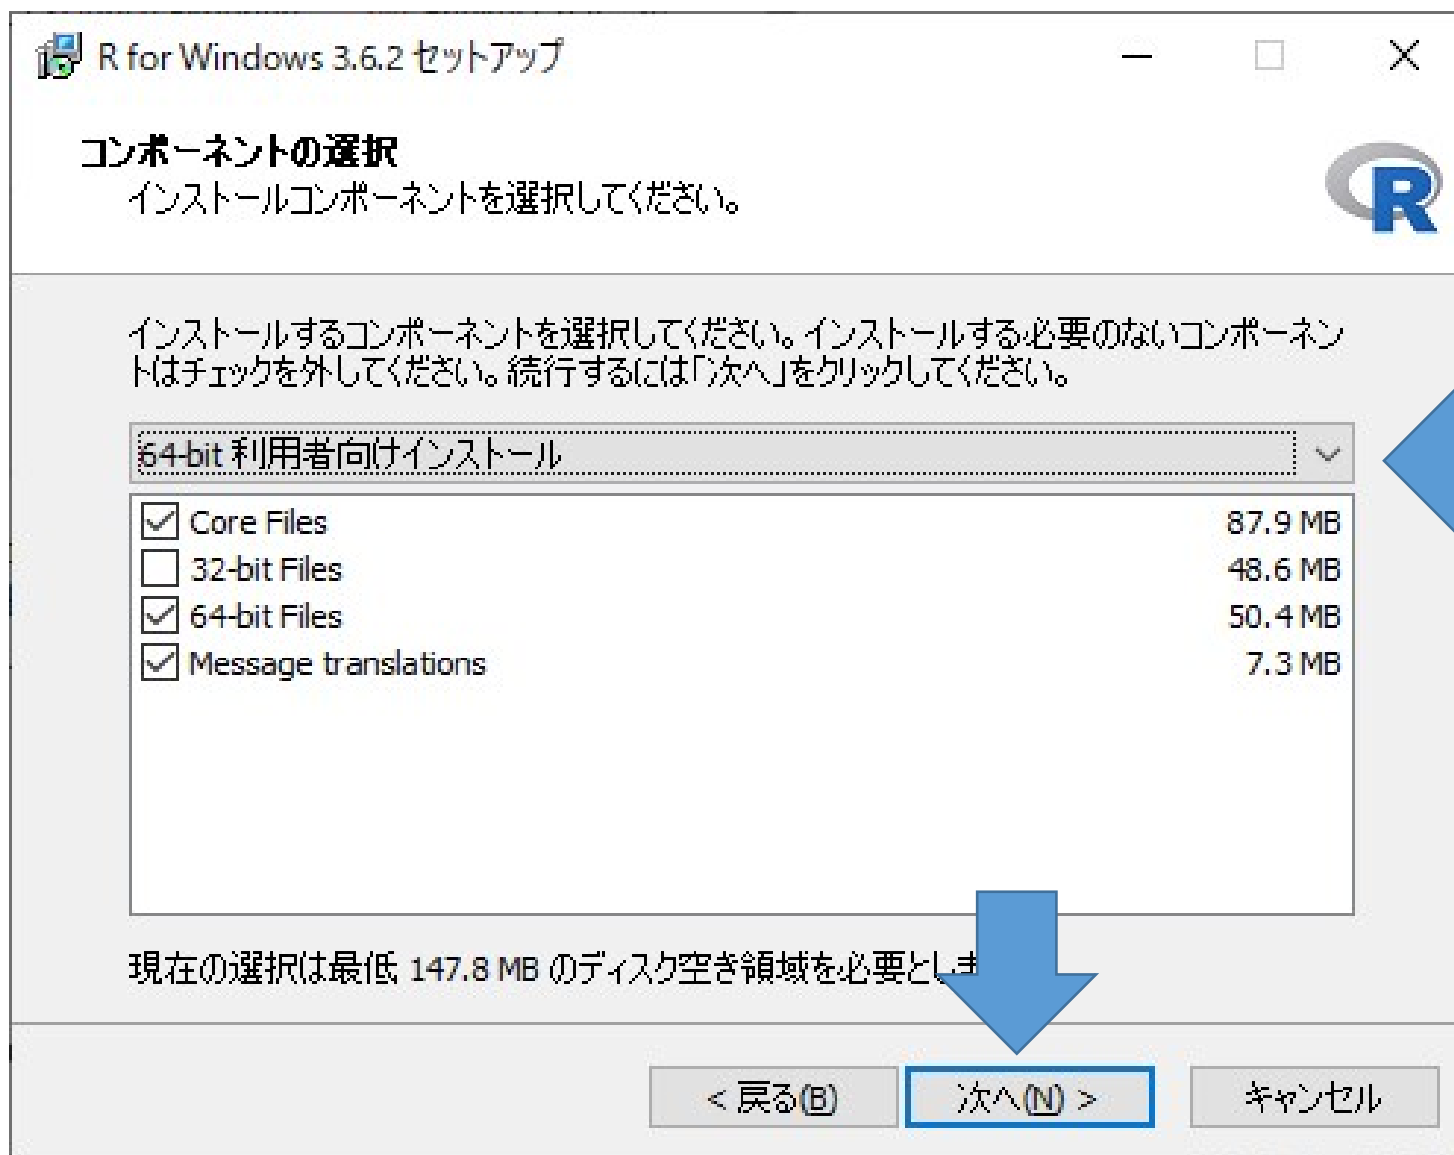 R for Windows 3.6.2 セットアップ
コンポーネントの選択
インストールコンポーネントを選択してください。
R
インストールするコンポーネントを選択してください。インストールする必要のないコンポーネン
トはチェックを外してください。続行するには「次へ」をクリックしてください。
64-bit 利用者向けインストール
Core Files 87.9 MB
32-bit Files 48.6 MB
64-bit Files 50.4 MB
Message translations 7.3 MB
現在の選択は最低 147.8 MB のディスク空き領域を必要としま
< 戻る(B) 次へ(N) > キャンセル